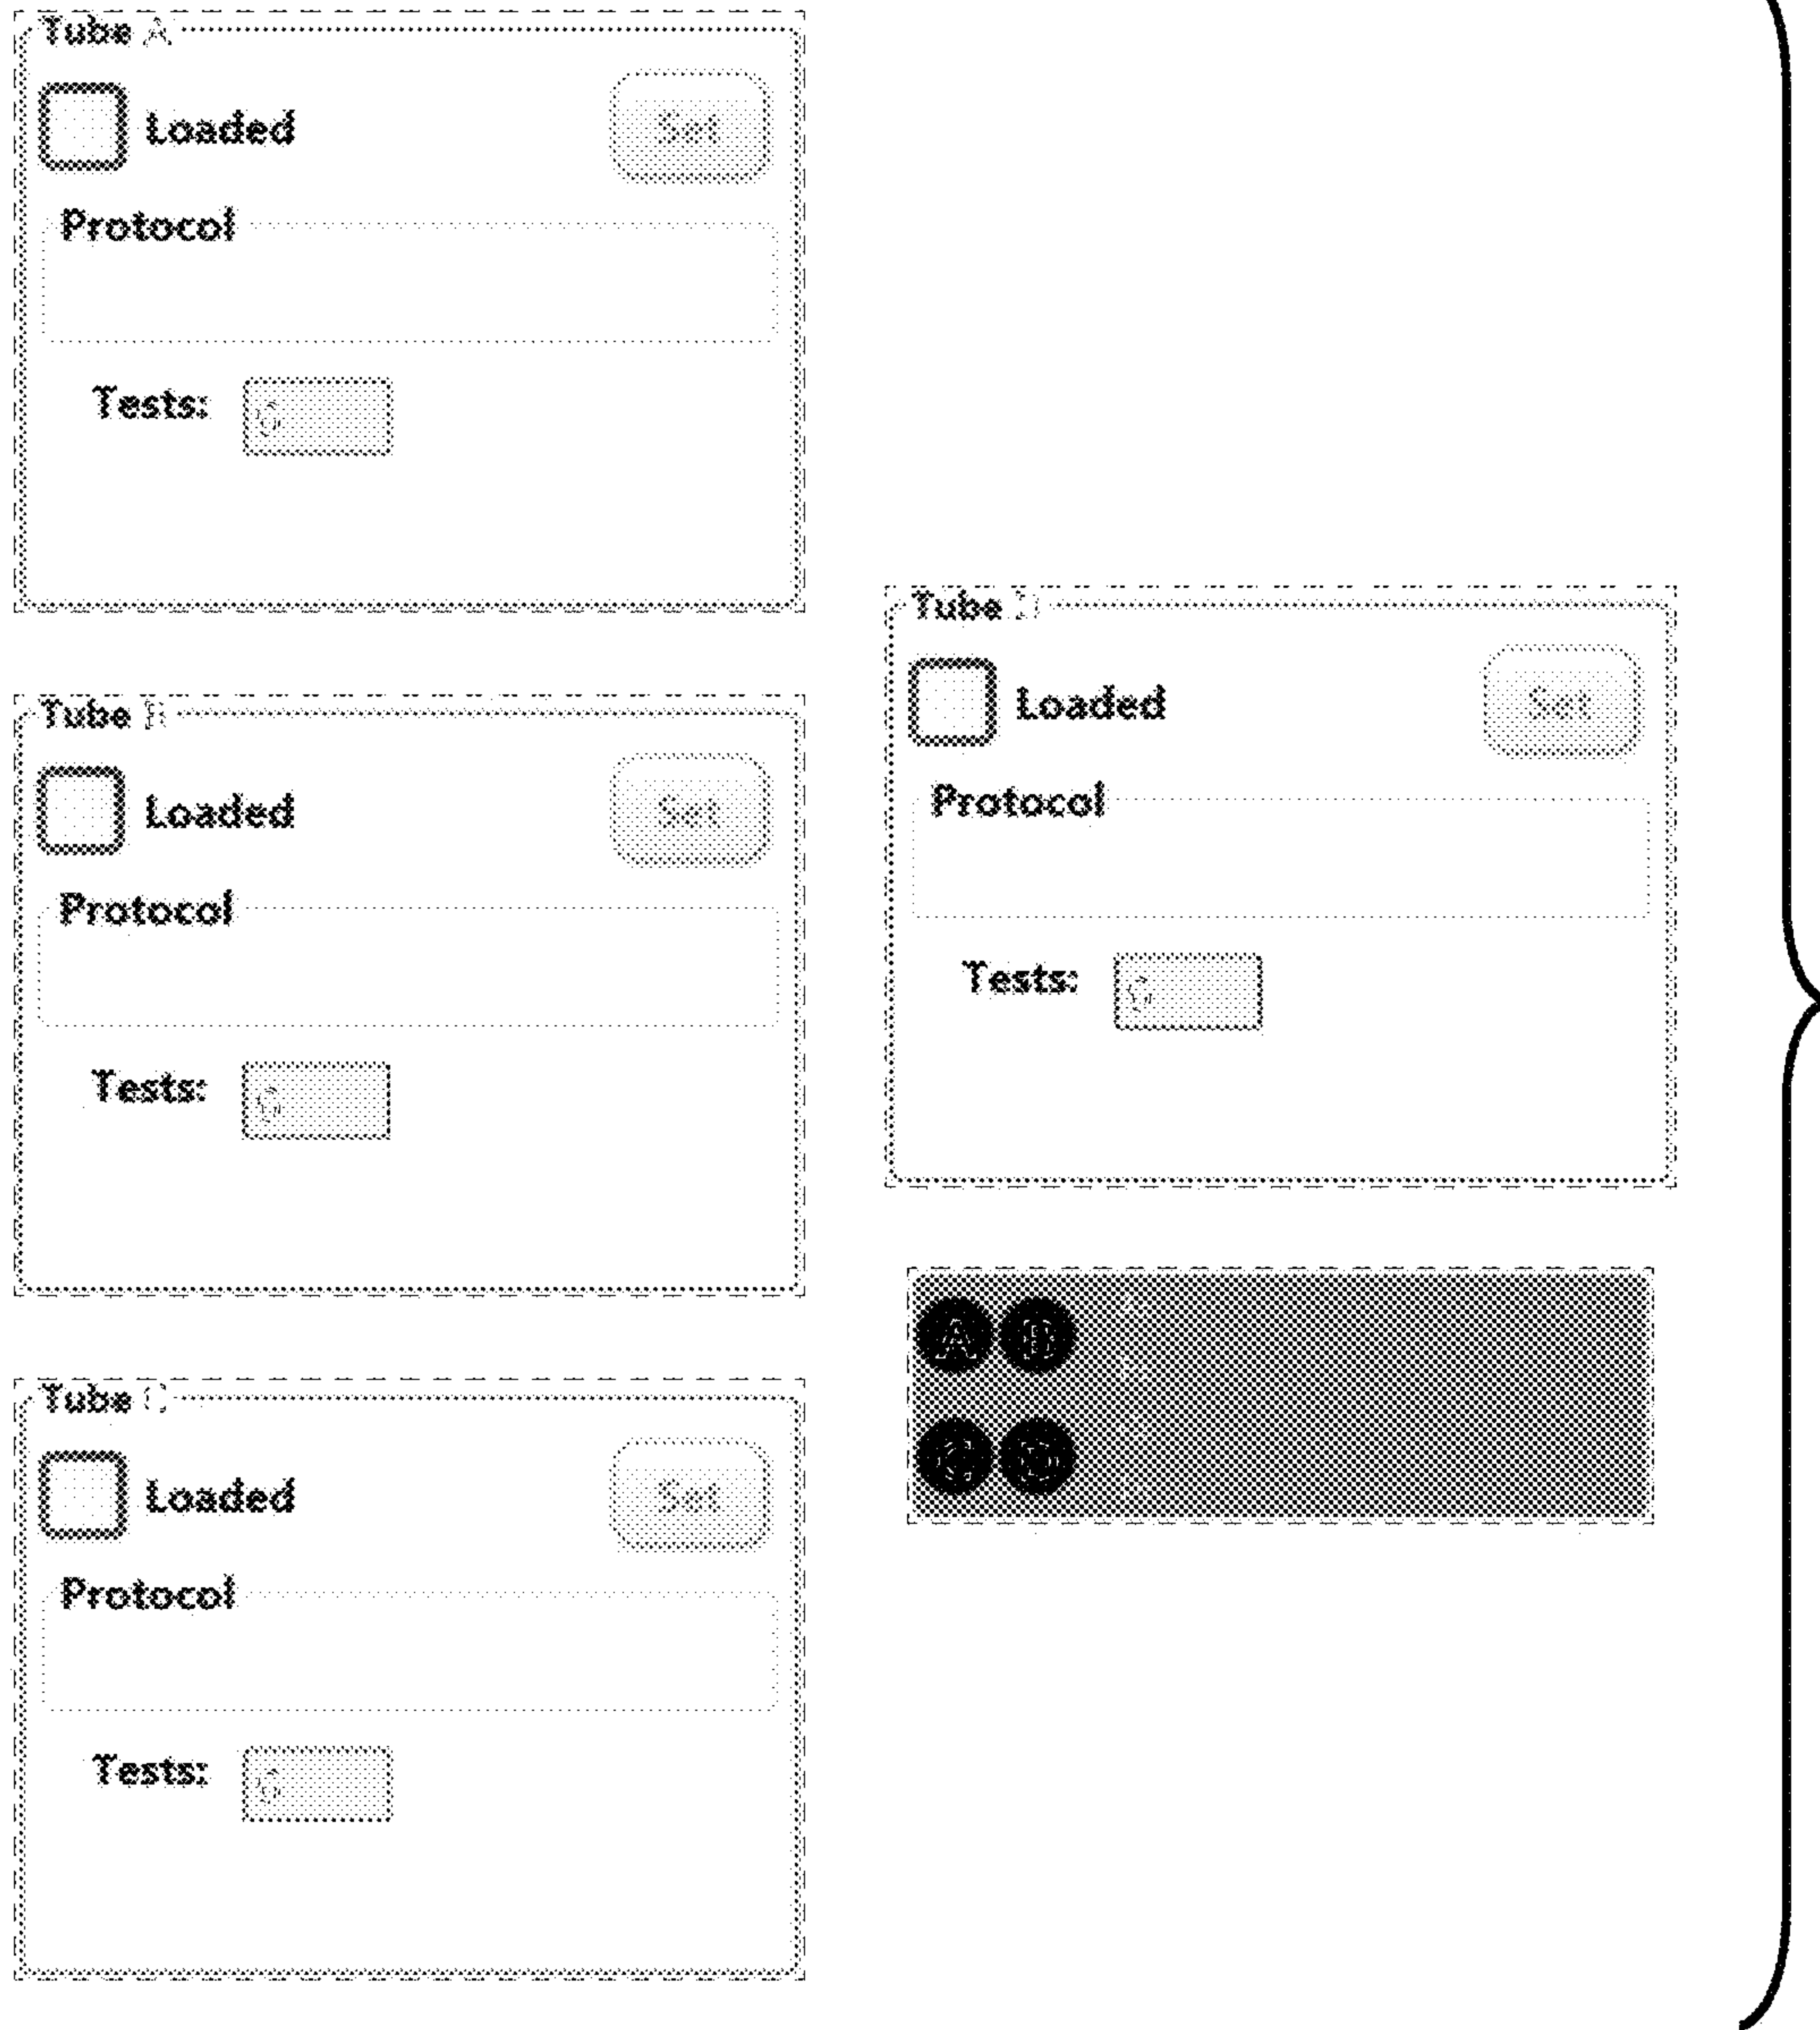 Tube A
Loaded
Set
Protocol
Tests:
Tube B
Loaded
Set
Protocol
Tests:
Tube C
Loaded
Set
Protocol
Tests:
Tube D
Loaded
Set
Protocol
Tests:
A B
C D